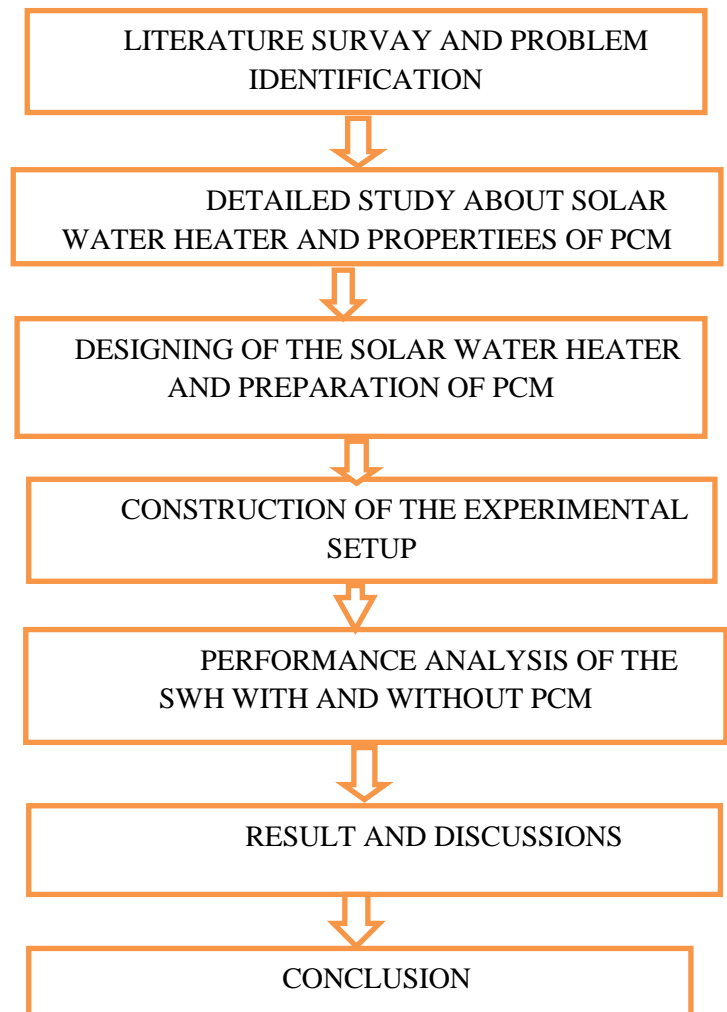 LITERATURE SURVAY AND PROBLEM
IDENTIFICATION
DETAILED STUDY ABOUT SOLAR
WATER HEATER AND PROPERTIEES OF PCM
DESIGNING OF THE SOLAR WATER HEATER
AND PREPARATION OF PCM
CONSTRUCTION OF THE EXPERIMENTAL
SETUP
PERFORMANCE ANALYSIS OF THE
SWH WITH AND WITHOUT PCM
RESULT AND DISCUSSIONS
CONCLUSION